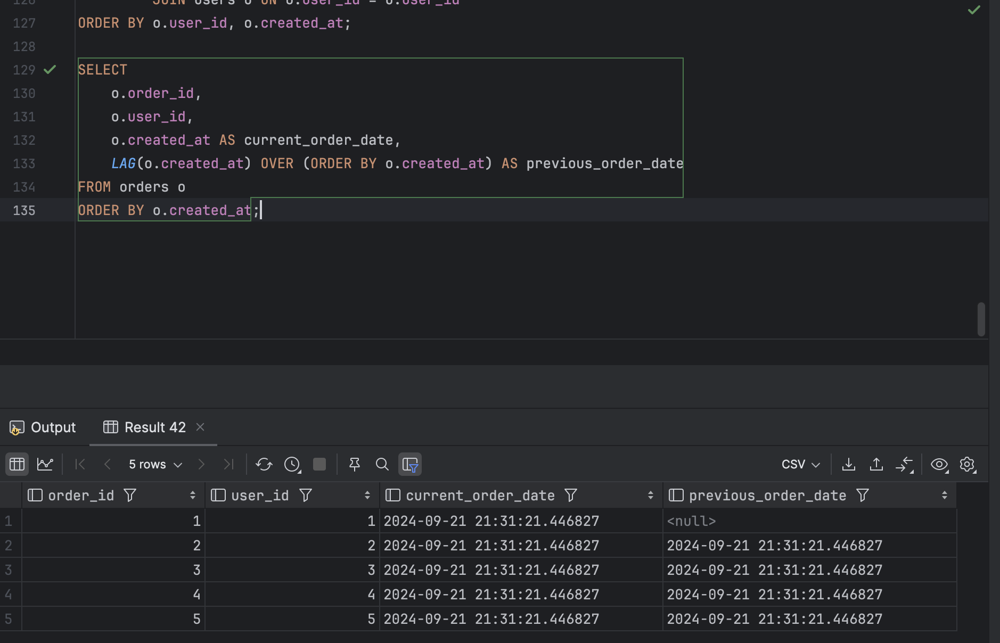 126 JOIN users u ON o.user_id = u.user_id
127 ORDER BY o.user_id, o.created_at;
128
129 SELECT
130 o.order_id,
131 o.user_id,
132 o.created_at AS current_order_date,
133 LAG(o.created_at) OVER (ORDER BY o.created_at) AS previous_order_date
134 FROM orders o
135 ORDER BY o.created_at;
Output Result 42
5 rows CSV
order_id user_id current_order_date previous_order_date
1 1 1 2024-09-21 21:31:21.446827 <null>
2 2 2 2024-09-21 21:31:21.446827 2024-09-21 21:31:21.446827
3 3 3 2024-09-21 21:31:21.446827 2024-09-21 21:31:21.446827
4 4 4 2024-09-21 21:31:21.446827 2024-09-21 21:31:21.446827
5 5 5 2024-09-21 21:31:21.446827 2024-09-21 21:31:21.446827